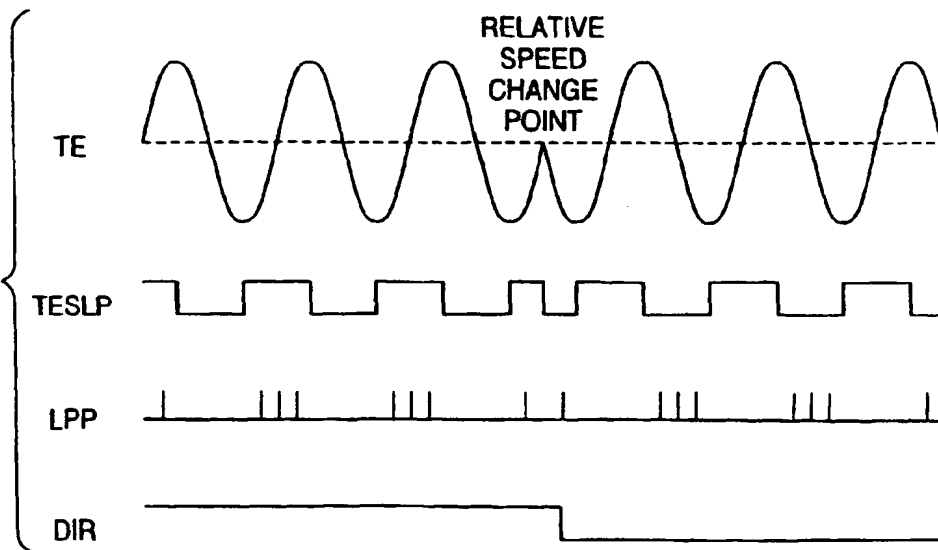 RELATIVE
SPEED
CHANGE
POINT
TE
TESLP
LPP
DIR